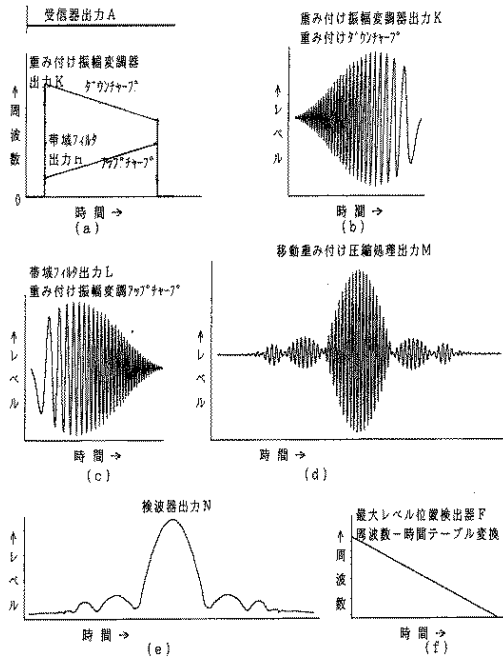 受信器出力A
重み付け振幅変調器
出力K
ダウンチャープ
帯域フィルタ
出力
アップチャープ
↑周波数
0
時間→
(a)
重み付け振幅変調器出力K
重み付けダウンチャープ
↑レベル
時間→
(b)
帯域フィルタ出力L
重み付け振幅変調アップチャープ
↑レベル
時間→
(c)
移動重み付け圧縮処理出力M
↑レベル
時間→
(d)
検波器出力N
↑レベル
時間→
(e)
最大レベル位置検出器F
周波数-時間テーブル変換
↑周波数
時間→
(f)